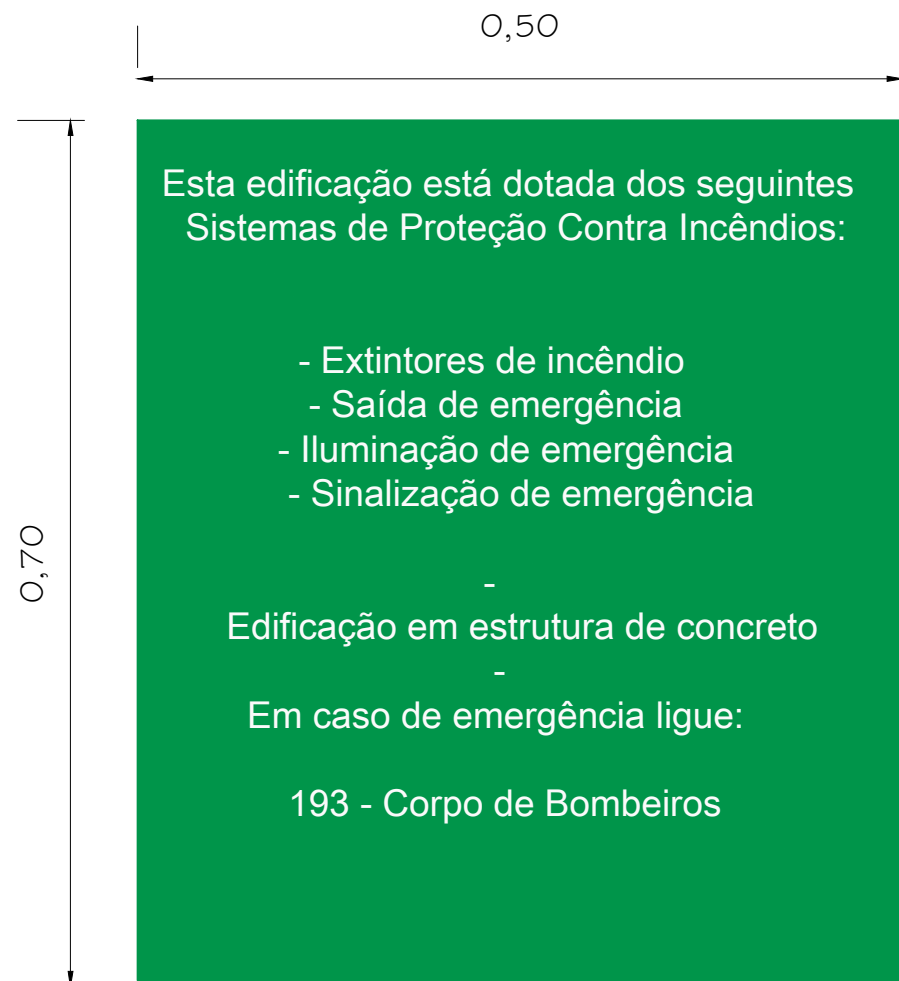 0,50
Esta edificação está dotada dos seguintes
Sistemas de Proteção Contra Incêndios:
- Extintores de incêndio
- Saída de emergência
- Iluminação de emergência
- Sinalização de emergência
-
Edificação em estrutura de concreto
-
Em caso de emergência ligue:
193 - Corpo de Bombeiros
0,70